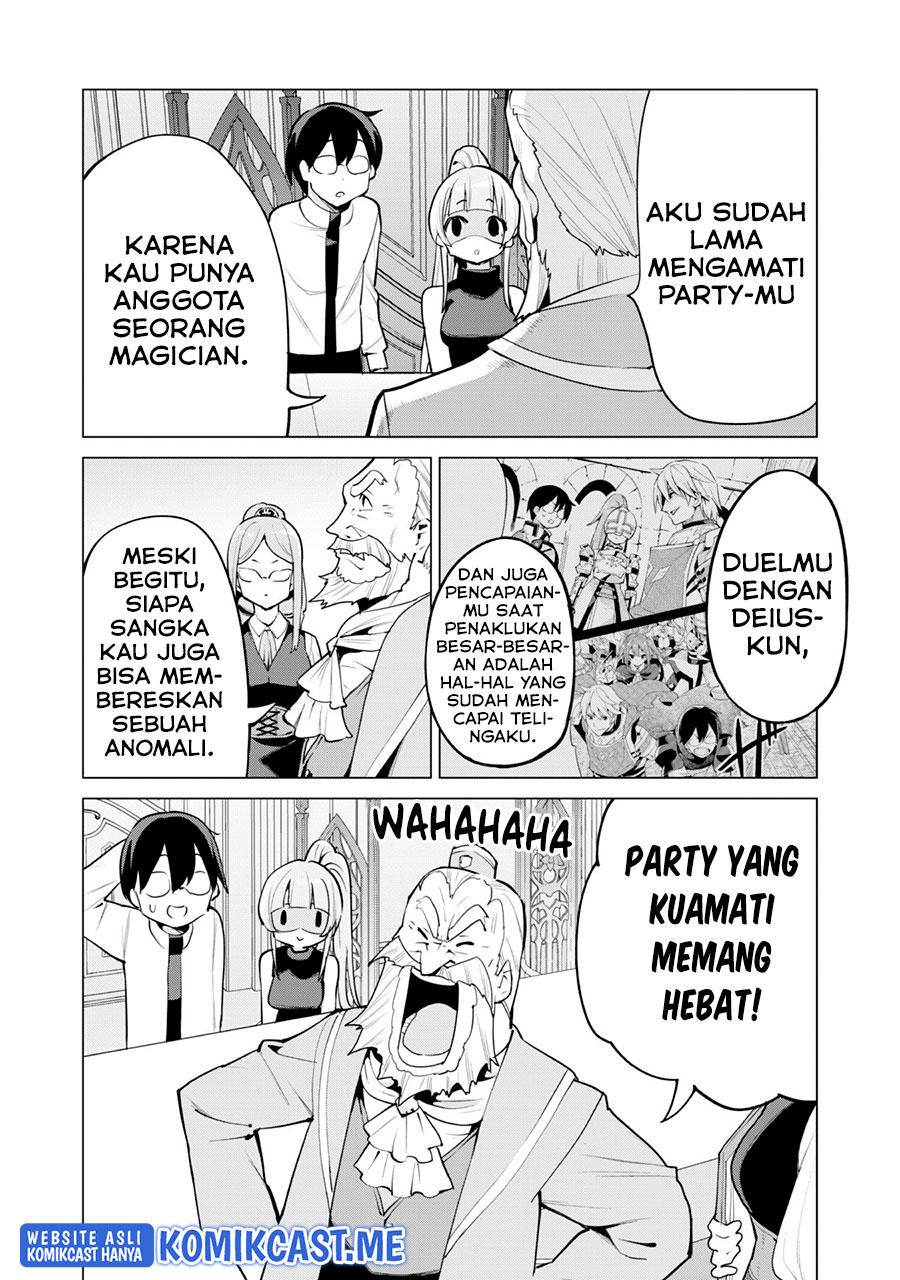 AKU SUDAH
LAMA
MENGAMATI
PARTY-MU
KARENA
KAU PUNYA
ANGGOTA
SEORANG
MAGICIAN.
DUELMU
DENGAN
DEIUS-
KUN,
DAN JUGA
PENCAPAIAN-
MU SAAT
PENAKLUKAN
BESAR-BESAR-
AN ADALAH
HAL-HAL YANG
SUDAH MEN-
CAPAI TELI-
NGAKU.
MESKI
BEGITU,
SIAPA
SANGKA
KAU JUGA
BISA MEM-
BERESKAN
SEBUAH
ANOMALI.
WAHAHAHA
PARTY YANG
KUAMATI
MEMANG
HEBAT!
WEBSITE ASLI
KOMIKCAST HANYA
KOMIKCAST.ME